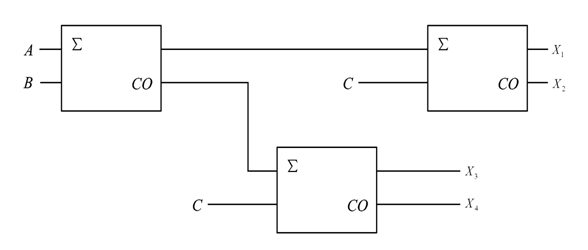 A Σ Σ X₁
B CO C CO X₂
Σ X₃
C CO X₄